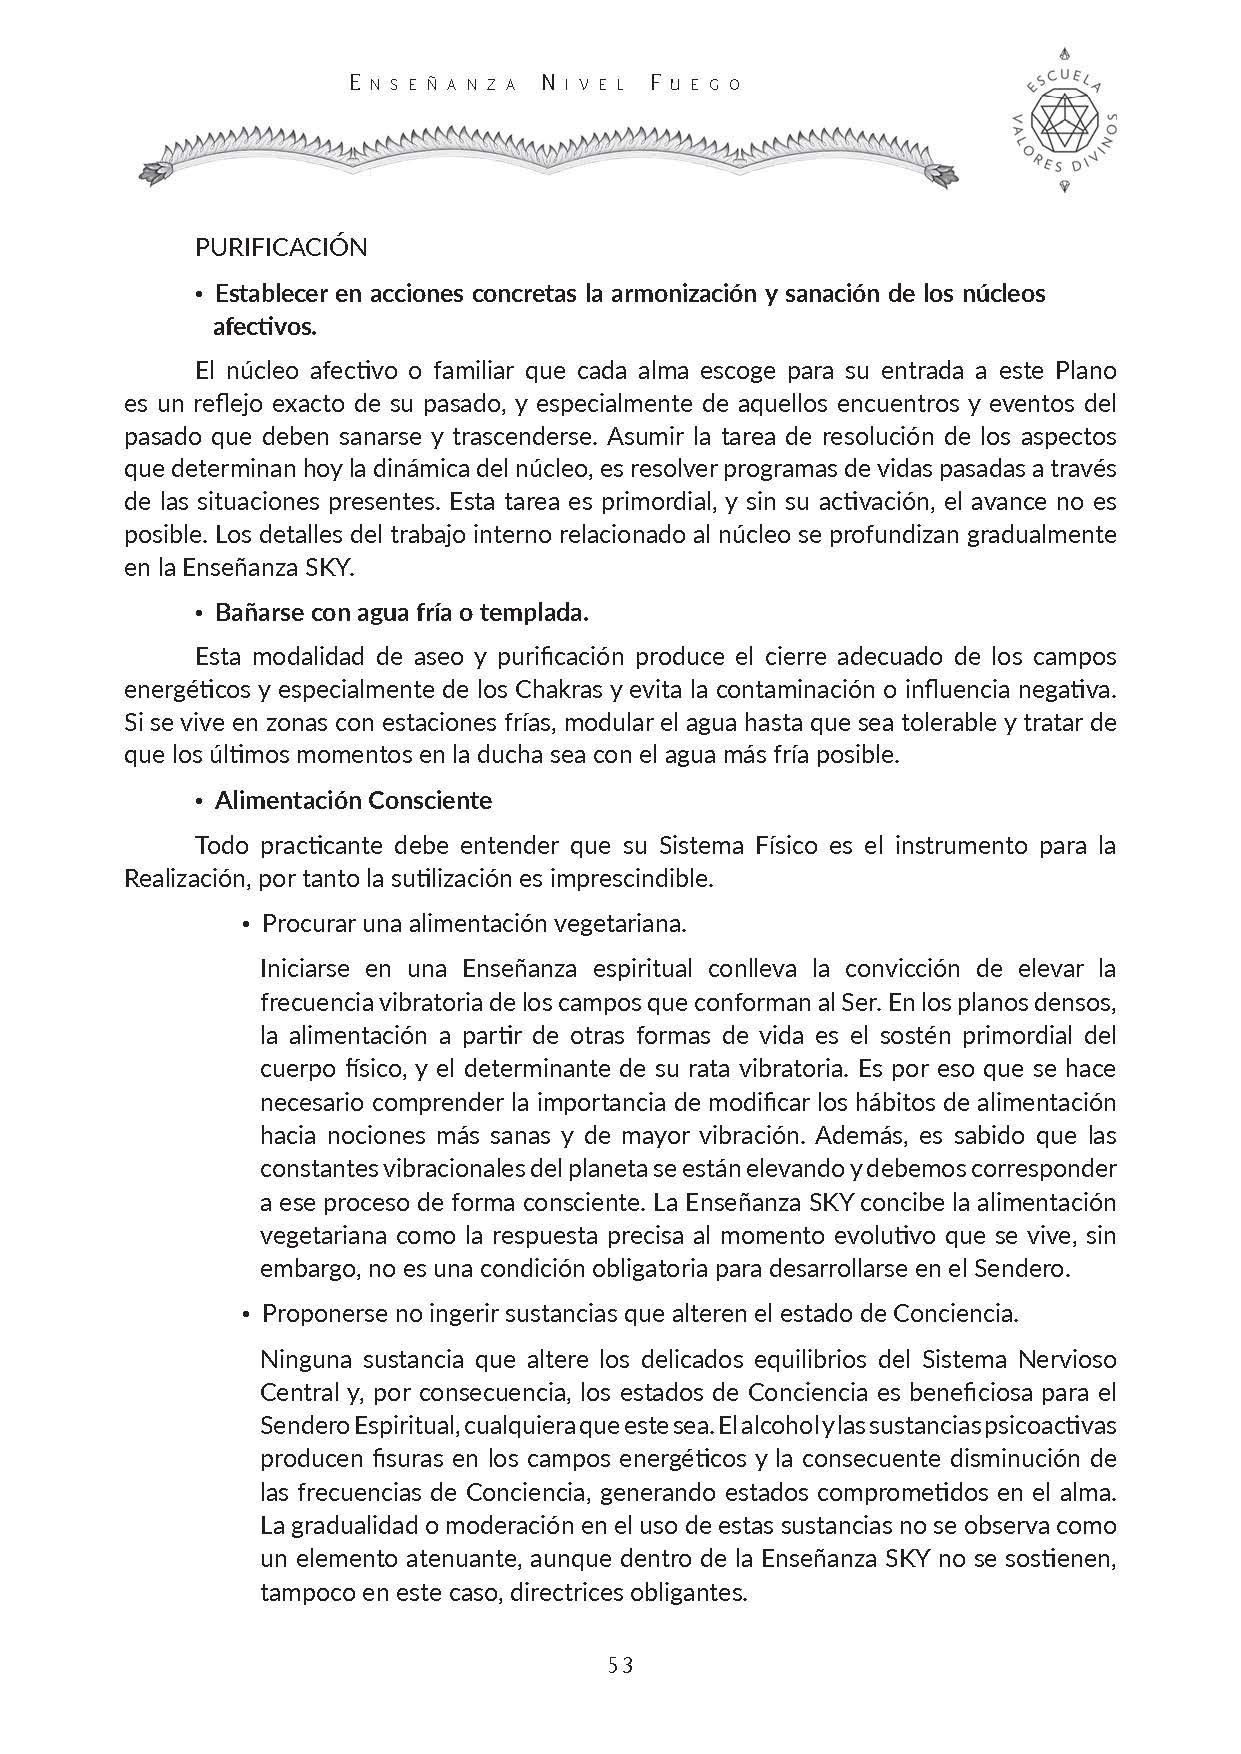 Enseñanza Nivel Fuego
ESCUELA
VALORES DIVINOS
PURIFICACIÓN
• Establecer en acciones concretas la armonización y sanación de los núcleos
afectivos.
El núcleo afectivo o familiar que cada alma escoge para su entrada a este Plano
es un reflejo exacto de su pasado, y especialmente de aquellos encuentros y eventos del
pasado que deben sanarse y trascenderse. Asumir la tarea de resolución de los aspectos
que determinan hoy la dinámica del núcleo, es resolver programas de vidas pasadas a través
de las situaciones presentes. Esta tarea es primordial, y sin su activación, el avance no es
posible. Los detalles del trabajo interno relacionado al núcleo se profundizan gradualmente
en la Enseñanza SKY.
• Bañarse con agua fría o templada.
Esta modalidad de aseo y purificación produce el cierre adecuado de los campos
energéticos y especialmente de los Chakras y evita la contaminación o influencia negativa.
Si se vive en zonas con estaciones frías, modular el agua hasta que sea tolerable y tratar de
que los últimos momentos en la ducha sea con el agua más fría posible.
• Alimentación Consciente
Todo practicante debe entender que su Sistema Físico es el instrumento para la
Realización, por tanto la sutilización es imprescindible.
• Procurar una alimentación vegetariana.
Iniciarse en una Enseñanza espiritual conlleva la convicción de elevar la
frecuencia vibratoria de los campos que conforman al Ser. En los planos densos,
la alimentación a partir de otras formas de vida es el sostén primordial del
cuerpo físico, y el determinante de su rata vibratoria. Es por eso que se hace
necesario comprender la importancia de modificar los hábitos de alimentación
hacia nociones más sanas y de mayor vibración. Además, es sabido que las
constantes vibracionales del planeta se están elevando y debemos corresponder
a ese proceso de forma consciente. La Enseñanza SKY concibe la alimentación
vegetariana como la respuesta precisa al momento evolutivo que se vive, sin
embargo, no es una condición obligatoria para desarrollarse en el Sendero.
• Proponerse no ingerir sustancias que alteren el estado de Conciencia.
Ninguna sustancia que altere los delicados equilibrios del Sistema Nervioso
Central y, por consecuencia, los estados de Conciencia es beneficiosa para el
Sendero Espiritual, cualquiera que este sea. El alcohol y las sustancias psicoactivas
producen fisuras en los campos energéticos y la consecuente disminución de
las frecuencias de Conciencia, generando estados comprometidos en el alma.
La gradualidad o moderación en el uso de estas sustancias no se observa como
un elemento atenuante, aunque dentro de la Enseñanza SKY no se sostienen,
tampoco en este caso, directrices obligantes.
53